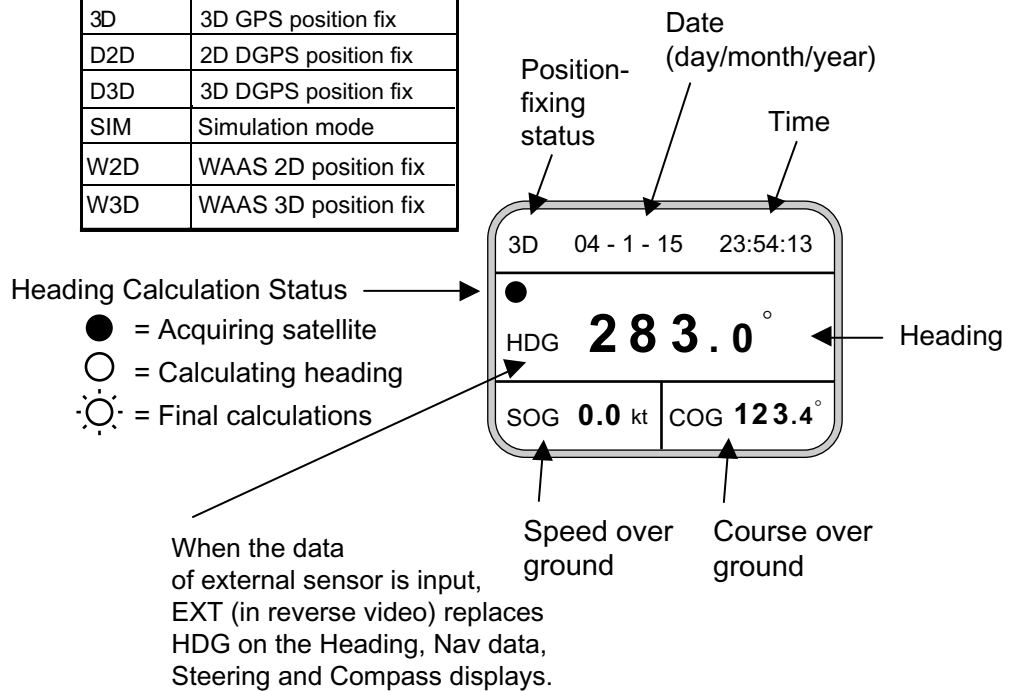 3D 3D GPS position fix
D2D 2D DGPS position fix
D3D 3D DGPS position fix
SIM Simulation mode
W2D WAAS 2D position fix
W3D WAAS 3D position fix
Position-
fixing
status
Date
(day/month/year)
Time
3D 04 - 1 - 15 23:54:13
HDG 283.0°
SOG 0.0 kt COG 123.4°
Heading Calculation Status
= Acquiring satellite
= Calculating heading
= Final calculations
Heading
Speed over
ground
Course over
ground
When the data
of external sensor is input,
EXT (in reverse video) replaces
HDG on the Heading, Nav data,
Steering and Compass displays.